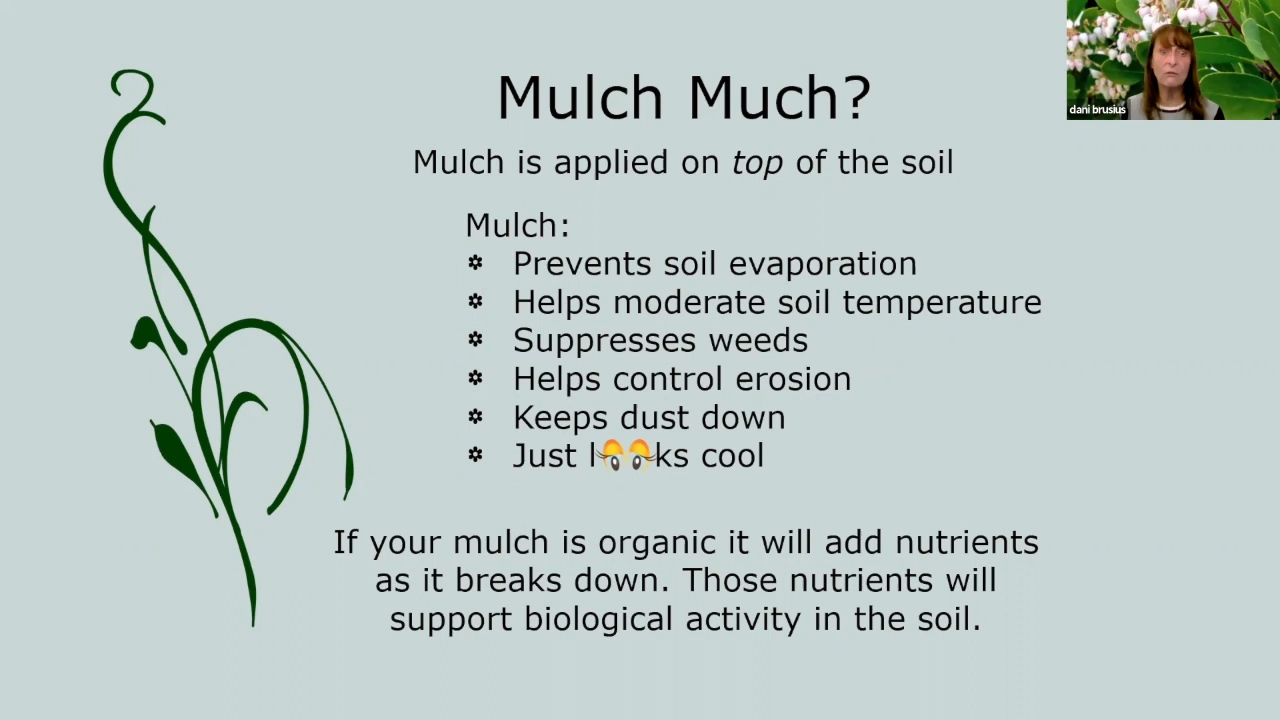 Mulch Much?
Mulch is applied on top of the soil
Mulch:
Prevents soil evaporation
Helps moderate soil temperature
Suppresses weeds
Helps control erosion
Keeps dust down
Just l👀ks cool
If your mulch is organic it will add nutrients
as it breaks down. Those nutrients will
support biological activity in the soil.
dani brusius